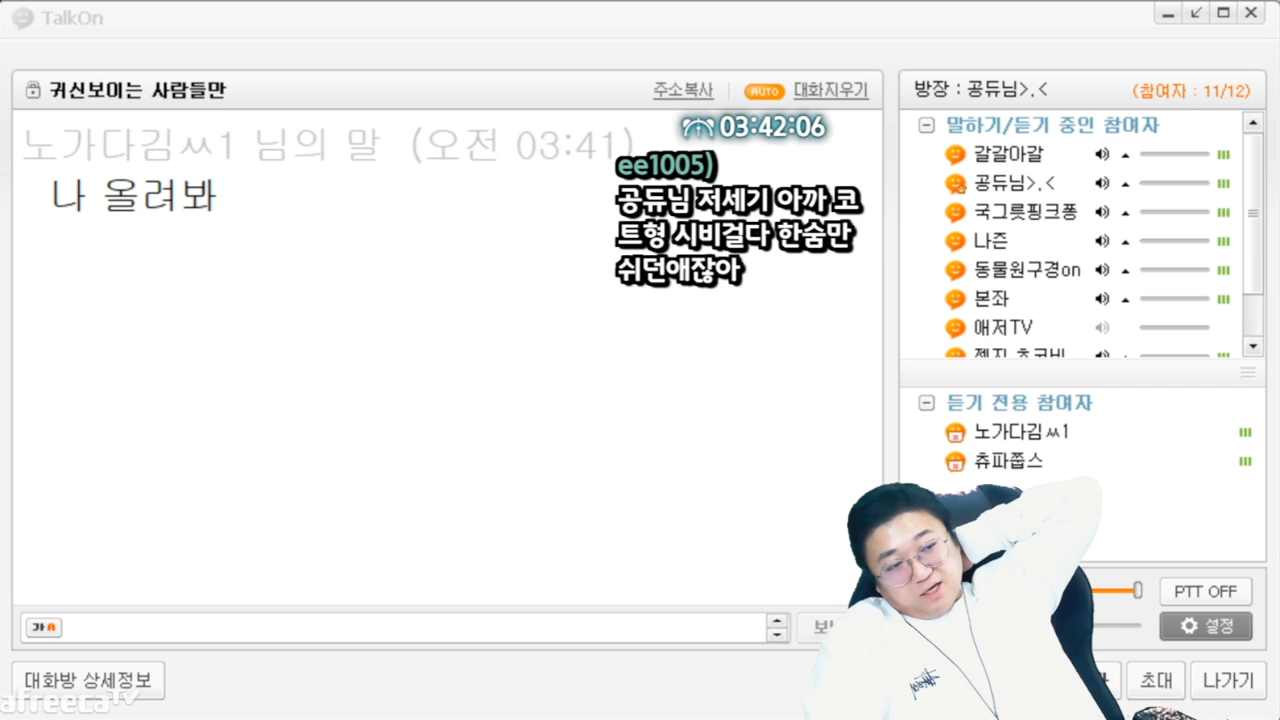 TalkOn
귀신보이는 사람들만
주소복사
AUTO
대화지우기
노가다김ㅆ1 님의 말 (오전 03:41)
나 올려봐
03:42:06
ee1005)
공듀님 저세기 아까 코
트형 시비걸다 한숨만
쉬던애잖아
방장 : 공듀님>.<
(참여자 : 11/12)
말하기/듣기 중인 참여자
갈갈아갈
공듀님>.<
국그릇핑크퐁
나즌
동물원구경on
본좌
애저TV
젠지 초코비
듣기 전용 참여자
노가다김ㅆ1
츄파쭙스
PTT OFF
설정
가
대화방 상세정보
초대
나가기
afreecaTV